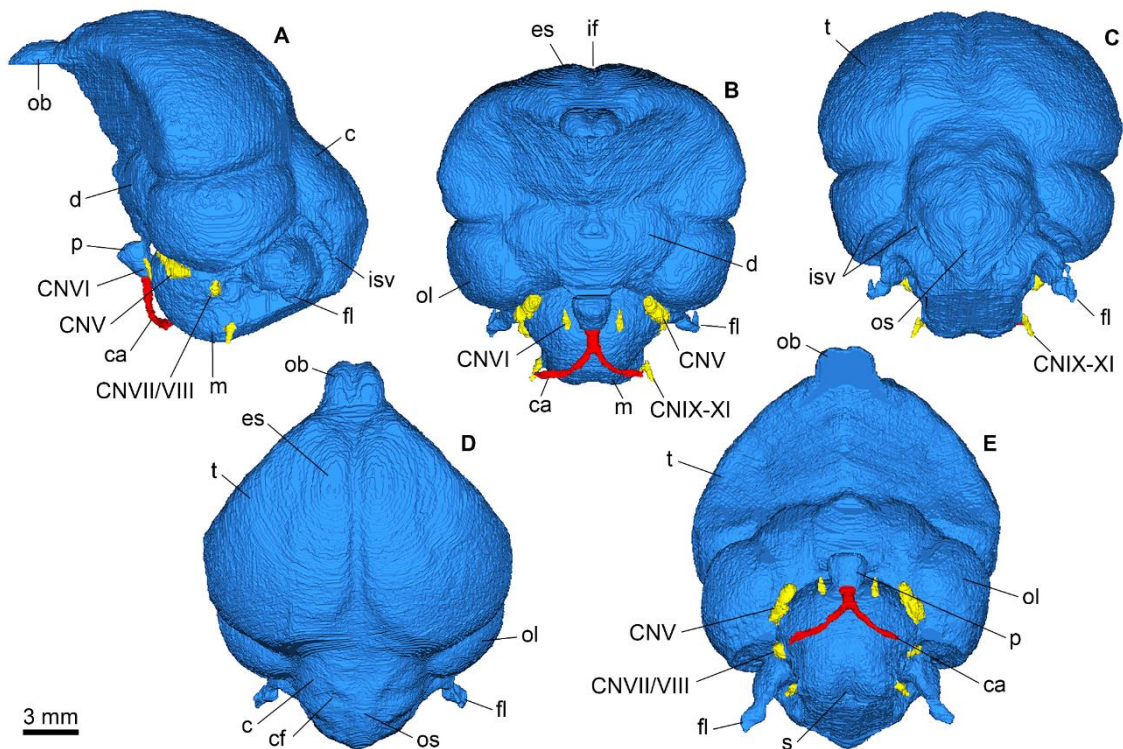 A
ob
c
d
p
CNVI
isv
CNV
fl
ca
CNVII/VIII
m
es
if
B
d
ol
fl
CNVI
CNV
ca
m
CNIX-XI
C
t
isv
os
fl
CNIX-XI
ob
es
D
t
ol
c
fl
cf
os
3 mm
ob
E
t
ol
CNV
p
CNVII/VIII
ca
fl
s